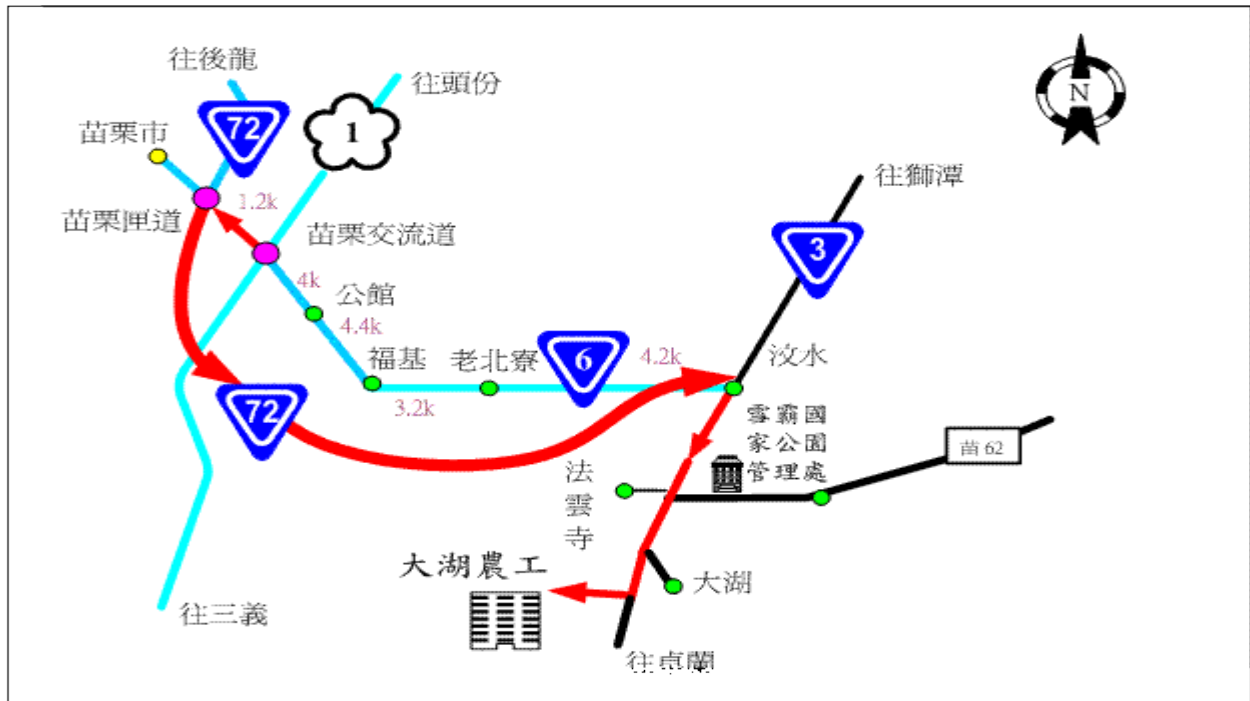 往後龍
往頭份
72
1
N
苗栗市
往獅潭
1.2k
苗栗匣道
苗栗交流道
3
4k
公館
4.4k
福基
老北寮
6
4.2k
汶水
3.2k
72
雪霸國
家公園
管理處
苗 62
法雲寺
大湖農工
大湖
往三義
往卓蘭